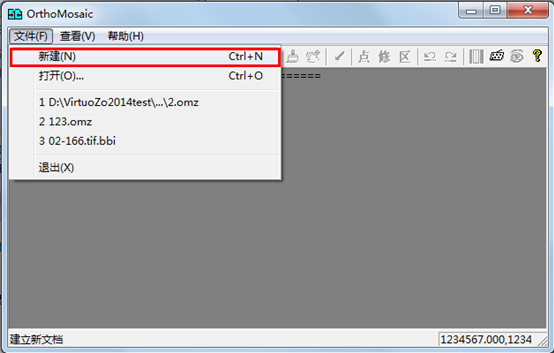 OrthoMosaic
文件(F) 查看(V) 帮助(H)
新建(N) Ctrl+N
打开(O)... Ctrl+O
点 修 区
======
1 D:\VirtuoZo2014test\...\2.omz
2 123.omz
3 02-166.tif.bbi
退出(X)
建立新文档 1234567.000,1234